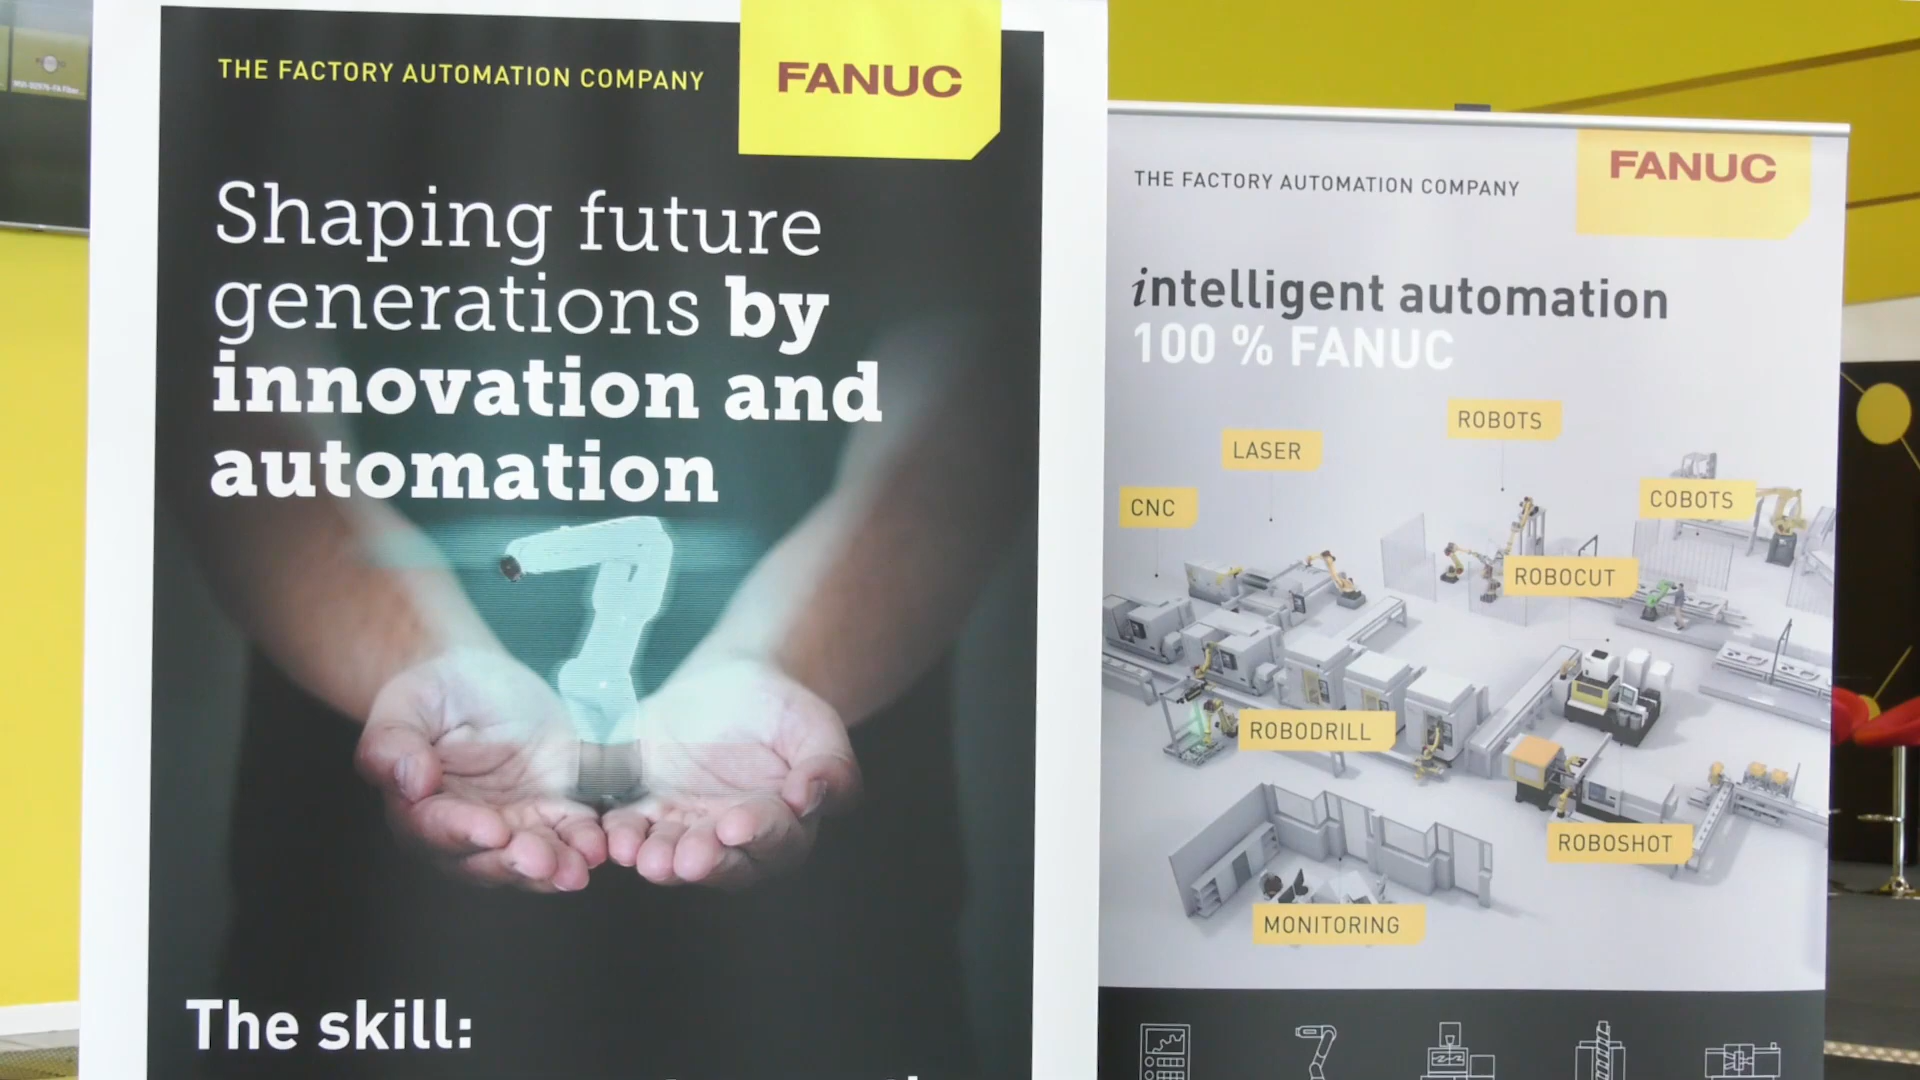 THE FACTORY AUTOMATION COMPANY
FANUC
Shaping future
generations by
innovation and
automation
The skill:
THE FACTORY AUTOMATION COMPANY
FANUC
intelligent automation
100 % FANUC
ROBOTS
LASER
COBOTS
CNC
ROBOCUT
ROBODRILL
ROBOSHOT
MONITORING